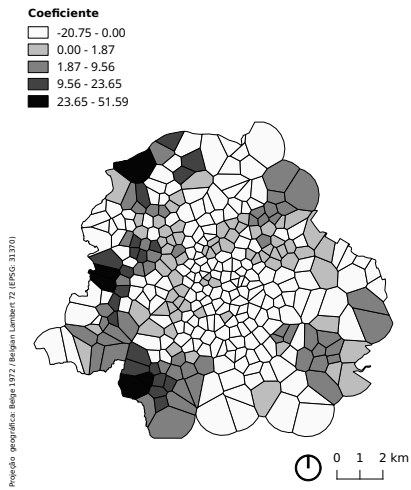 Coeficiente
-20.75 - 0.00
0.00 - 1.87
1.87 - 9.56
9.56 - 23.65
23.65 - 51.59
Projeção geográfica: Belge 1972 / Belgian Lambert 72 (EPSG: 31370)
0 1 2 km